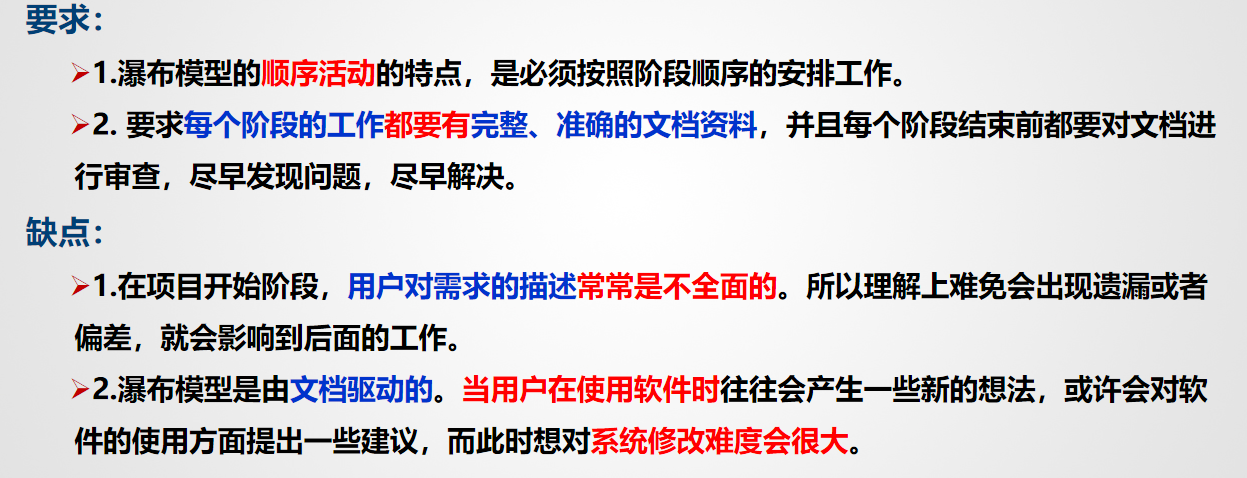 要求：
➢1.瀑布模型的顺序活动的特点，是必须按照阶段顺序的安排工作。
➢2. 要求每个阶段的工作都要有完整、准确的文档资料，并且每个阶段结束前都要对文档进
行审查，尽早发现问题，尽早解决。
缺点：
➢1.在项目开始阶段，用户对需求的描述常常是不全面的。所以理解上难免会出现遗漏或者
偏差，就会影响到后面的工作。
➢2.瀑布模型是由文档驱动的。当用户在使用软件时往往会产生一些新的想法，或许会对软
件的使用方面提出一些建议，而此时想对系统修改难度会很大。